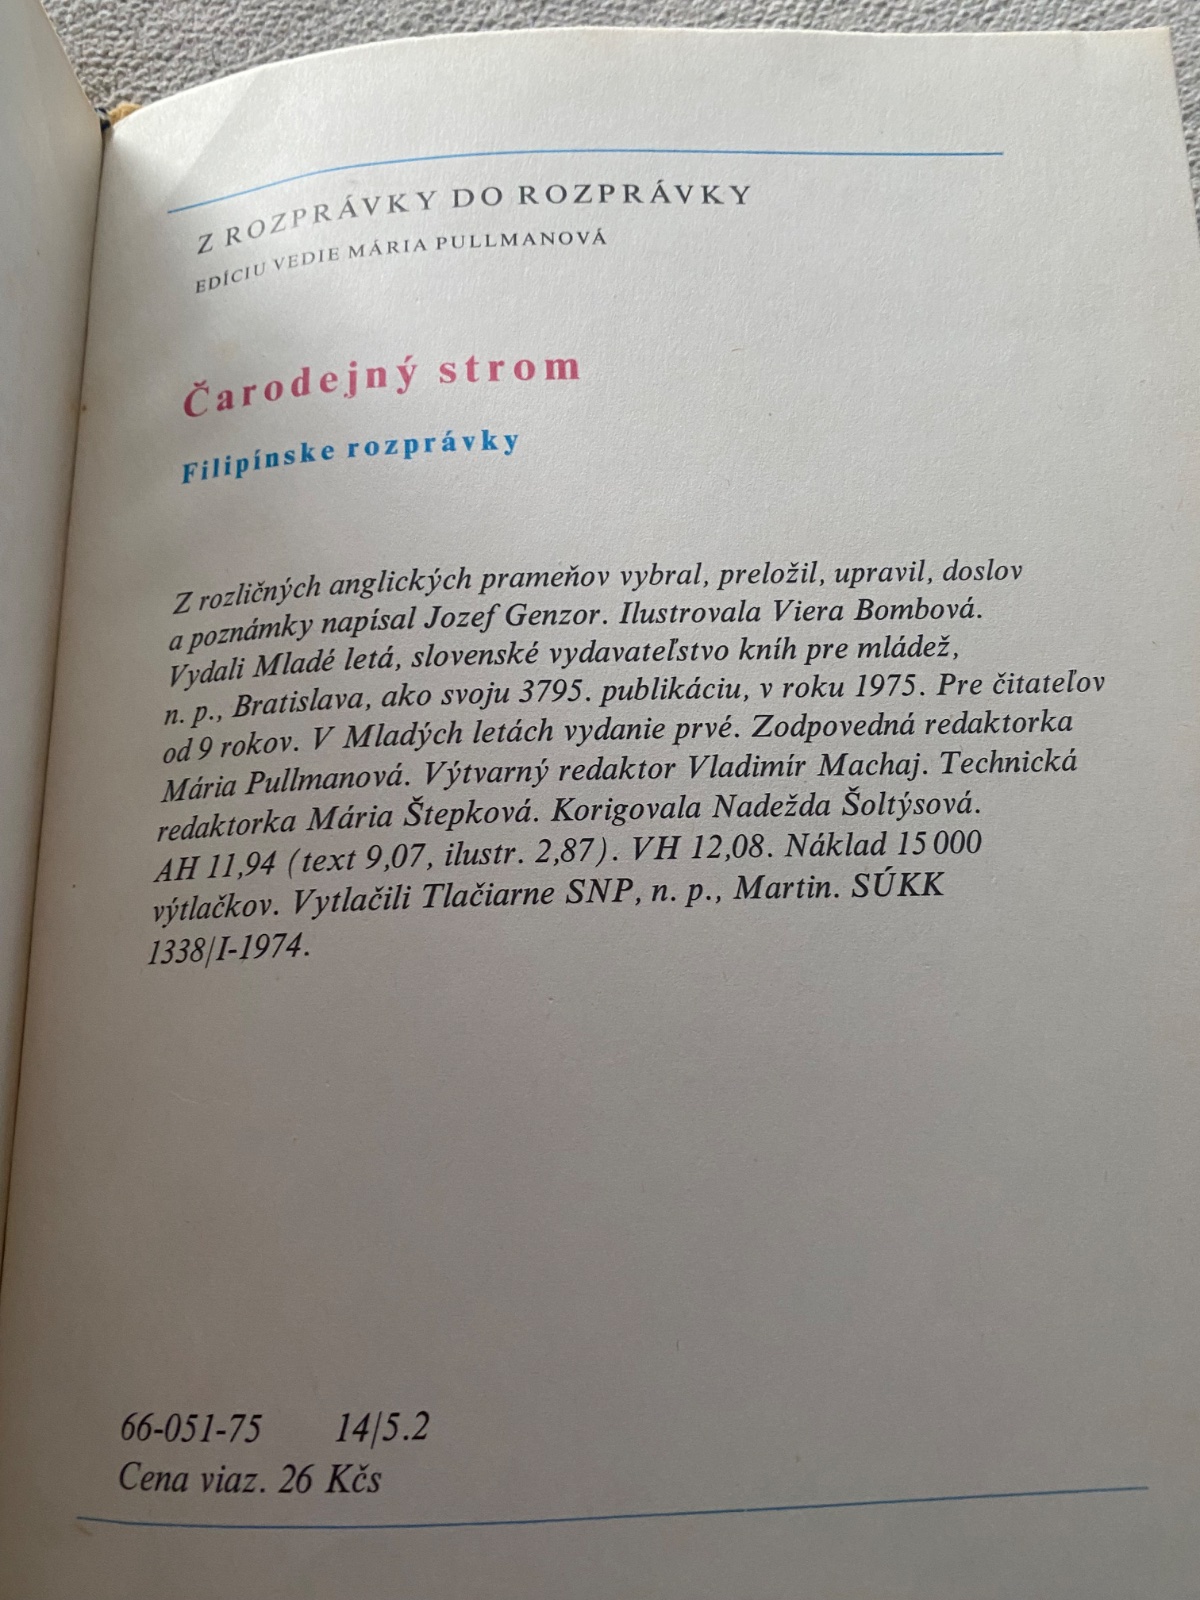 Z ROZPRÁVKY DO ROZPRÁVKY
EDÍCIU VEDIE MÁRIA PULLMANOVÁ
Čarodejný strom
Filipínske rozprávky
Z rozličných anglických prameňov vybral, preložil, upravil, doslov
a poznámky napísal Jozef Genzor. Ilustrovala Viera Bombová.
Vydali Mladé letá, slovenské vydavateľstvo kníh pre mládež,
n. p., Bratislava, ako svoju 3795. publikáciu, v roku 1975. Pre čitateľov
od 9 rokov. V Mladých letách vydanie prvé. Zodpovedná redaktorka
Mária Pullmanová. Výtvarný redaktor Vladimír Machaj. Technická
redaktorka Mária Štepková. Korigovala Nadežda Šoltýsová.
AH 11,94 (text 9,07, ilustr. 2,87). VH 12,08. Náklad 15 000
výtlačkov. Vytlačili Tlačiarne SNP, n. p., Martin. SÚKK
1338/I-1974.
66-051-75 14/5.2
Cena viaz. 26 Kčs